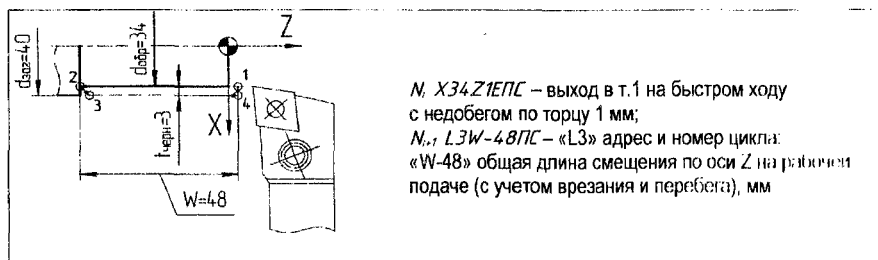 Z
dзаг=40
dобр=34
2
3
1
4
tчерн=3
X
W=48
Nᵢ X34Z1ЕПС – выход в т.1 на быстром ходу
с недобегом по торцу 1 мм;
Nᵢ₊₁ L3W-48ПС – «L3» адрес и номер цикла:
«W-48» общая длина смещения по оси Z на рабочей
подаче (с учетом врезания и перебега), мм